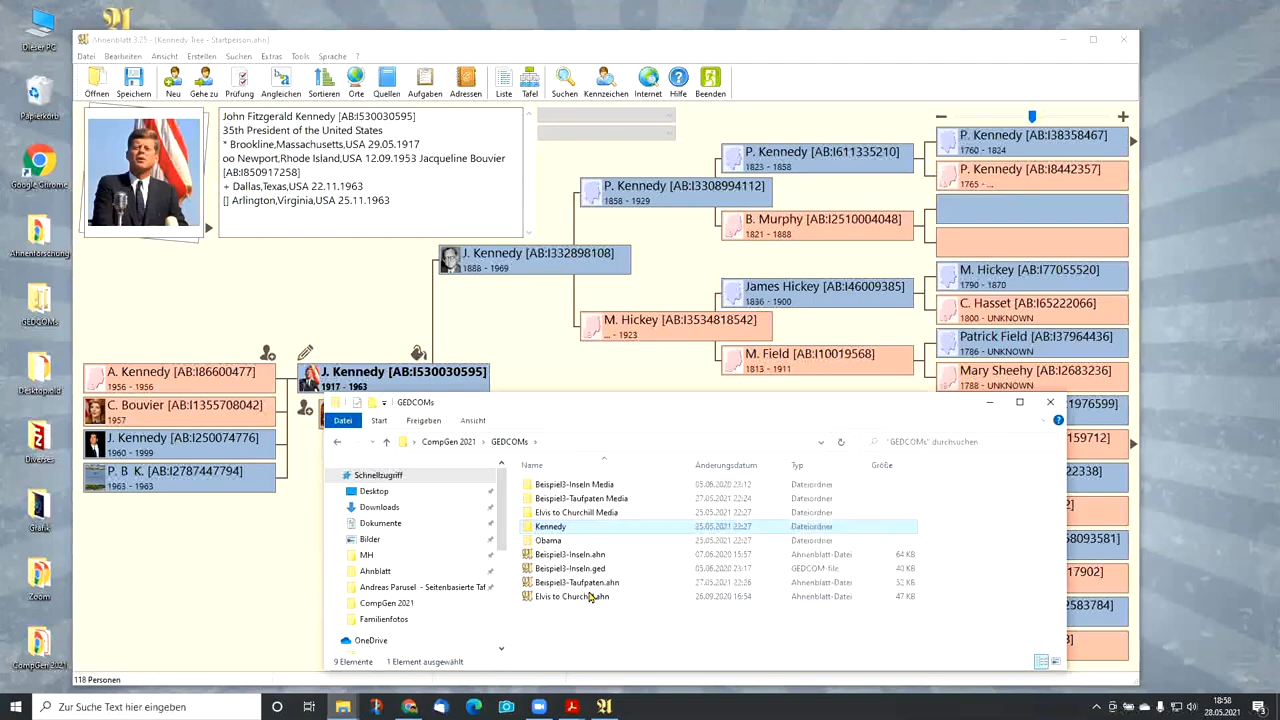 Dieser PC
Papierkorb
Google Chrome
Ahnenforschung
GEDCOMs
Desktopbild
Diverses
Grafik
Zoom
CompGen 2021
Ahnenblatt 3.25 - [Kennedy Tree - Startperson.ahn]
Datei Bearbeiten Ansicht Erstellen Suchen Extras Tools Sprache ?
Öffnen Speichern Neu Gehe zu Prüfung Angleichen Sortieren Orte Quellen Aufgaben Adressen Liste Tafel Suchen Kennzeichen Internet Hilfe Beenden
John Fitzgerald Kennedy [AB:I530030595]
35th President of the United States
* Brookline,Massachusetts,USA 29.05.1917
oo Newport,Rhode Island,USA 12.09.1953 Jacqueline Bouvier
[AB:I850917258]
+ Dallas,Texas,USA 22.11.1963
[] Arlington,Virginia,USA 25.11.1963
A. Kennedy [AB:I86600477]
1956 - 1956
C. Bouvier [AB:I1355708042]
1957
J. Kennedy [AB:I250074776]
1960 - 1999
P. B K. [AB:I2787447794]
1963 - 1963
J. Kennedy [AB:I530030595]
1917 - 1963
J. Kennedy [AB:I332898108]
1888 - 1969
P. Kennedy [AB:I3308994112]
1858 - 1929
M. Hickey [AB:I3534818542]
... - 1923
P. Kennedy [AB:I611335210]
1823 - 1858
B. Murphy [AB:I2510004048]
1821 - 1888
James Hickey [AB:I46009385]
1836 - 1900
M. Field [AB:I10019568]
1813 - 1911
P. Kennedy [AB:I38358467]
1760 - 1824
P. Kennedy [AB:I8442357]
1765 - ...
M. Hickey [AB:I77055520]
1790 - 1870
C. Hasset [AB:I65222066]
1800 - UNKNOWN
Patrick Field [AB:I37964436]
1786 - UNKNOWN
Mary Sheehy [AB:I2683236]
1788 - UNKNOWN
1976599]
159712]
22338]
58093581]
17902]
2583784]
3]
GEDCOMs
Datei Start Freigeben Ansicht
CompGen 2021 GEDCOMs
"GEDCOMs" durchsuchen
Schnellzugriff
Desktop
Downloads
Dokumente
Bilder
MH
Ahnblatt
Andreas Parusel - Seitenbasierte Taf
CompGen 2021
Familienfotos
OneDrive
Name Änderungsdatum Typ Größe
Beispiel3-Inseln Media 05.06.2020 23:12 Dateiordner
Beispiel3-Taufpaten Media 27.05.2021 22:24 Dateiordner
Elvis to Churchill Media 25.05.2021 22:27 Dateiordner
Kennedy 25.05.2021 22:27 Dateiordner
Obama 25.05.2021 22:27 Dateiordner
Beispiel3-Inseln.ahn 07.06.2020 15:57 Ahnenblatt-Datei 64 KB
Beispiel3-Inseln.ged 05.06.2020 23:17 GEDCOM-file 40 KB
Beispiel3-Taufpaten.ahn 27.05.2021 22:26 Ahnenblatt-Datei 32 KB
Elvis to Churchill.ahn 26.09.2020 16:54 Ahnenblatt-Datei 47 KB
9 Elemente 1 Element ausgewählt
118 Personen
Zur Suche Text hier eingeben
18:58
28.05.2021